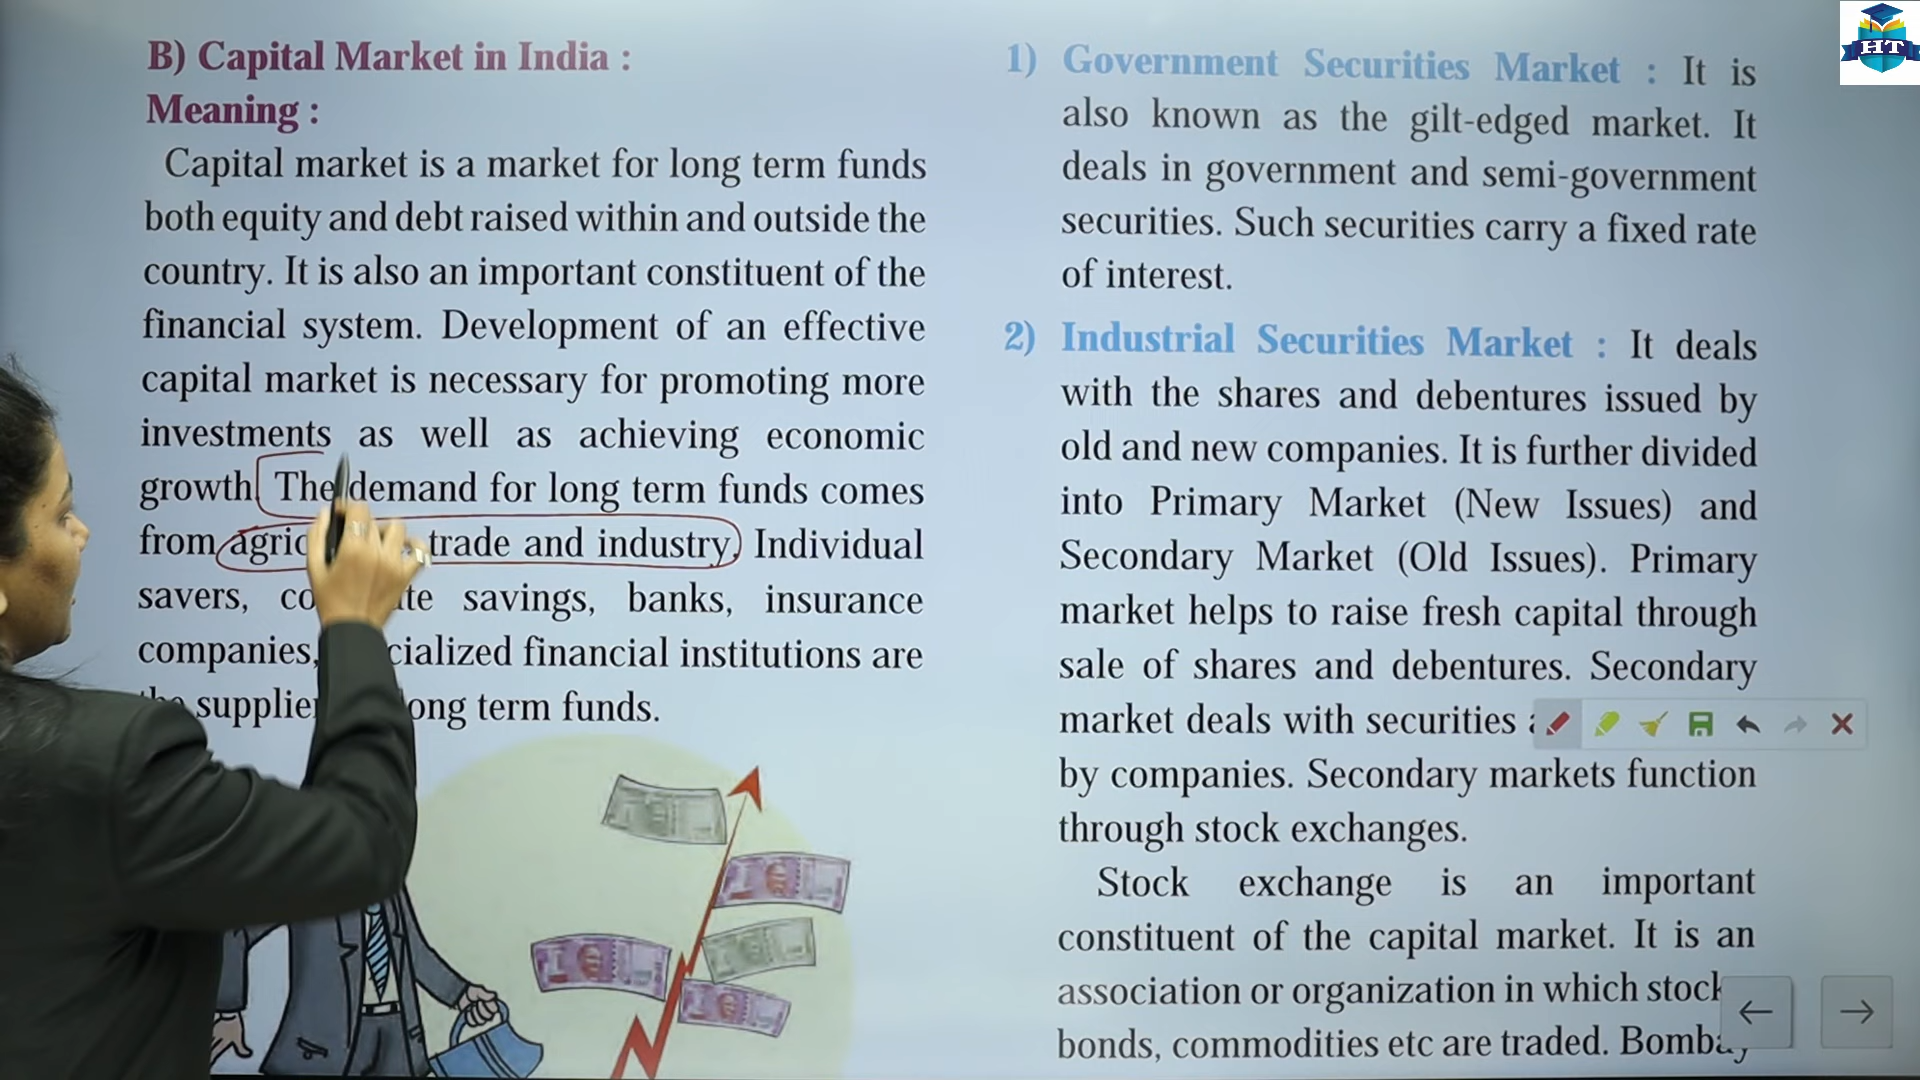 B) Capital Market in India :
Meaning :
Capital market is a market for long term funds
both equity and debt raised within and outside the
country. It is also an important constituent of the
financial system. Development of an effective
capital market is necessary for promoting more
investments as well as achieving economic
growth. The demand for long term funds comes
from trade and industry. Individual
savers, savings, banks, insurance
companies, financial institutions are
long term funds.
1) Government Securities Market : It is
also known as the gilt-edged market. It
deals in government and semi-government
securities. Such securities carry a fixed rate
of interest.
2) Industrial Securities Market : It deals
with the shares and debentures issued by
old and new companies. It is further divided
into Primary Market (New Issues) and
Secondary Market (Old Issues). Primary
market helps to raise fresh capital through
sale of shares and debentures. Secondary
market deals with securities
by companies. Secondary markets function
through stock exchanges.
Stock exchange is an important
constituent of the capital market. It is an
association or organization in which
bonds, commodities etc are traded. Bombay
HT